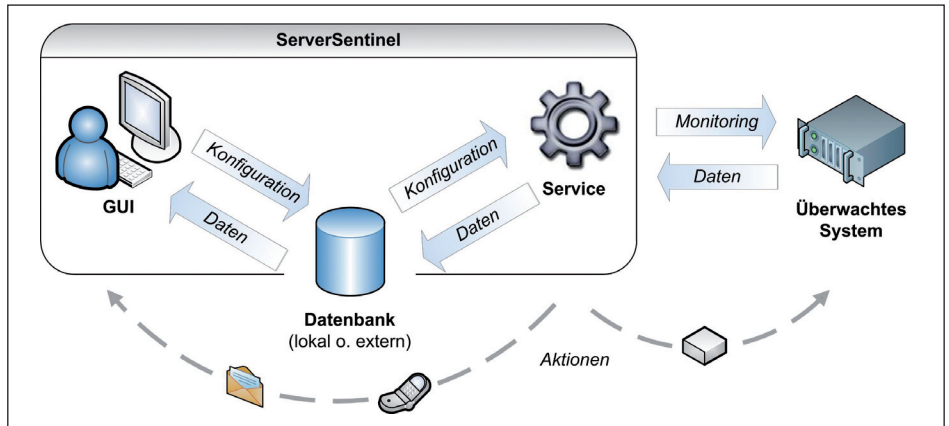 ServerSentinel
GUI
Konfiguration
Daten
Datenbank
(lokal o. extern)
Konfiguration
Daten
Service
Monitoring
Daten
Überwachtes
System
Aktionen